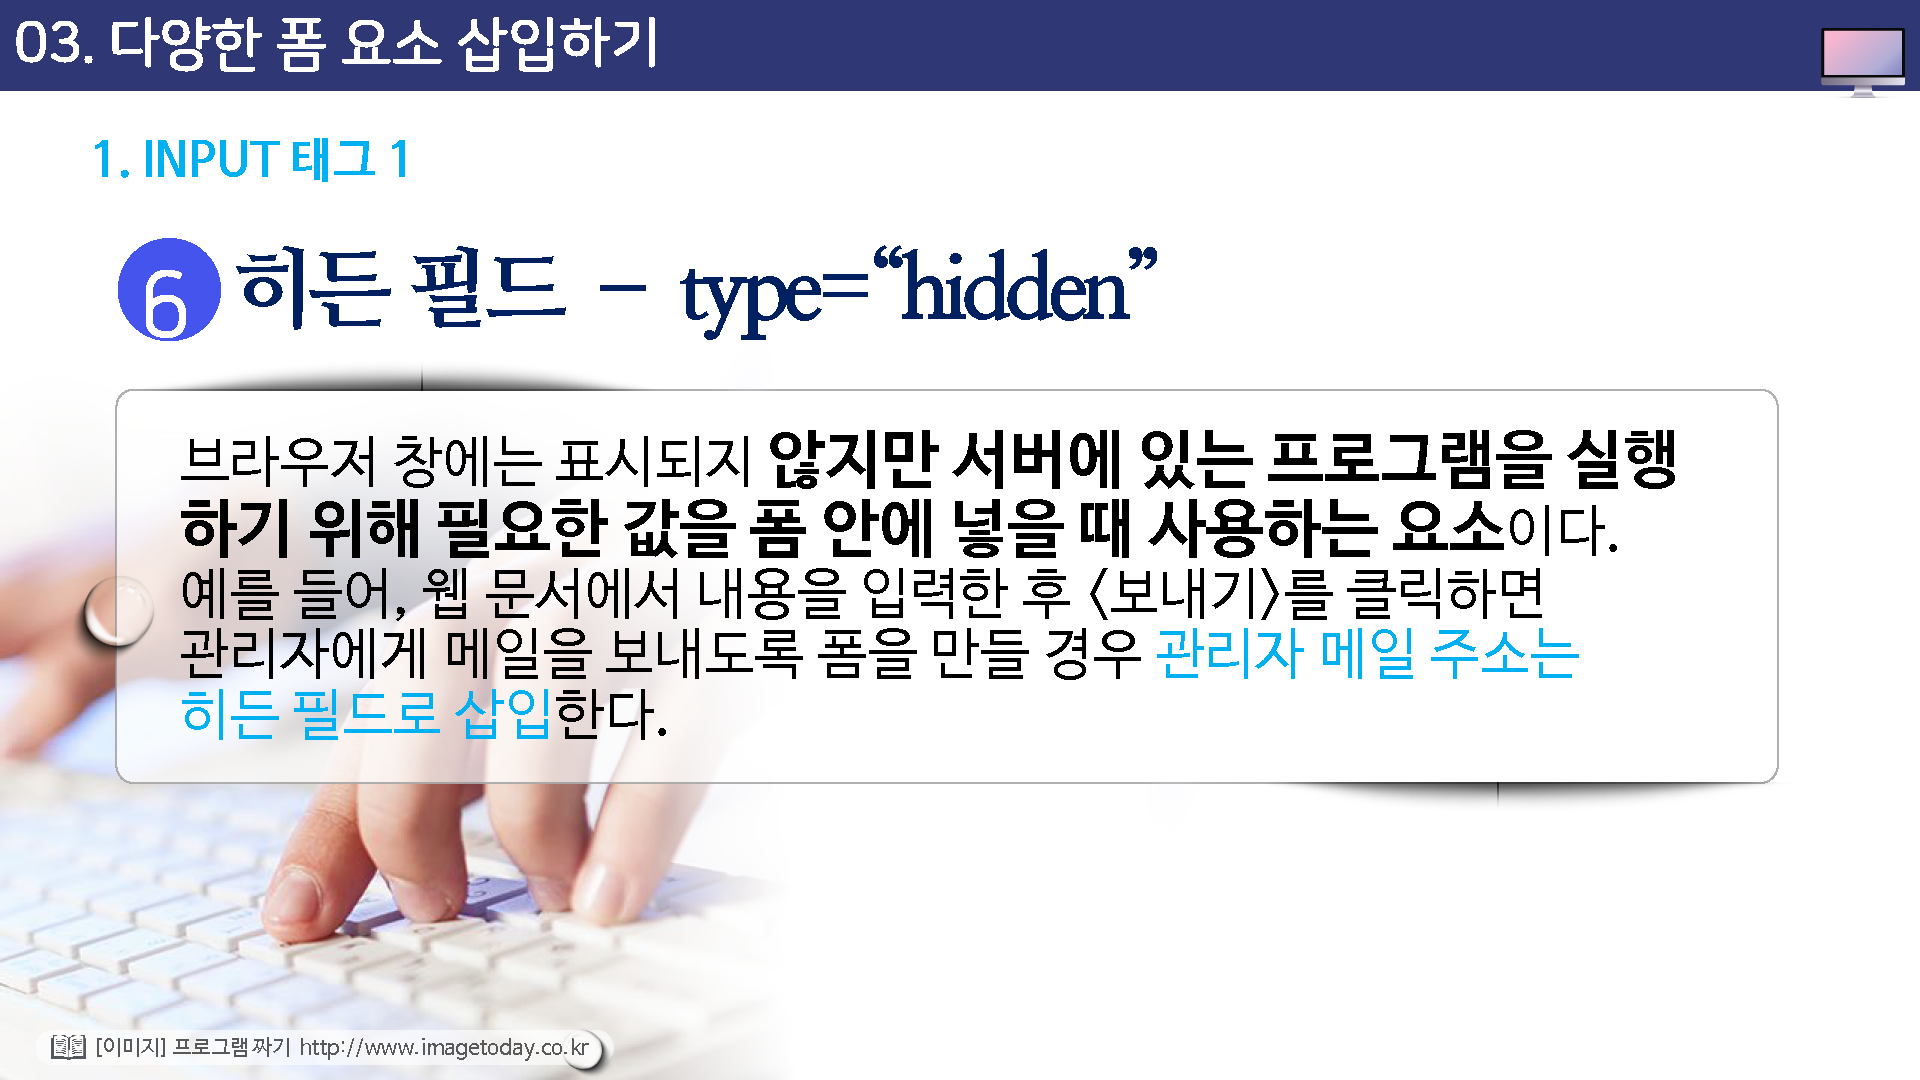 03. 다양한 폼 요소 삽입하기
1. INPUT 태그 1
6 히든 필드 - type=“hidden”
브라우저 창에는 표시되지 않지만 서버에 있는 프로그램을 실행
하기 위해 필요한 값을 폼 안에 넣을 때 사용하는 요소이다.
예를 들어, 웹 문서에서 내용을 입력한 후 <보내기>를 클릭하면
관리자에게 메일을 보내도록 폼을 만들 경우 관리자 메일 주소는
히든 필드로 삽입한다.
[이미지] 프로그램 짜기 http://www.imagetoday.co.kr